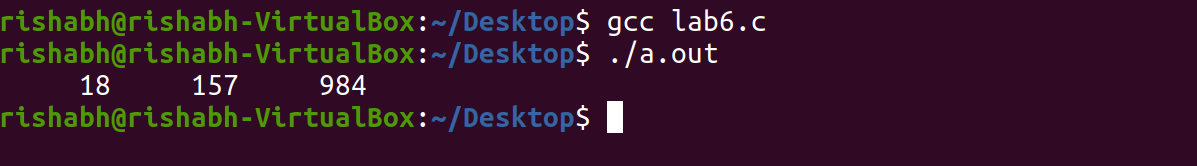 rishabh@rishabh-VirtualBox:~/Desktop$ gcc lab6.c
rishabh@rishabh-VirtualBox:~/Desktop$ ./a.out
     18     157     984
rishabh@rishabh-VirtualBox:~/Desktop$